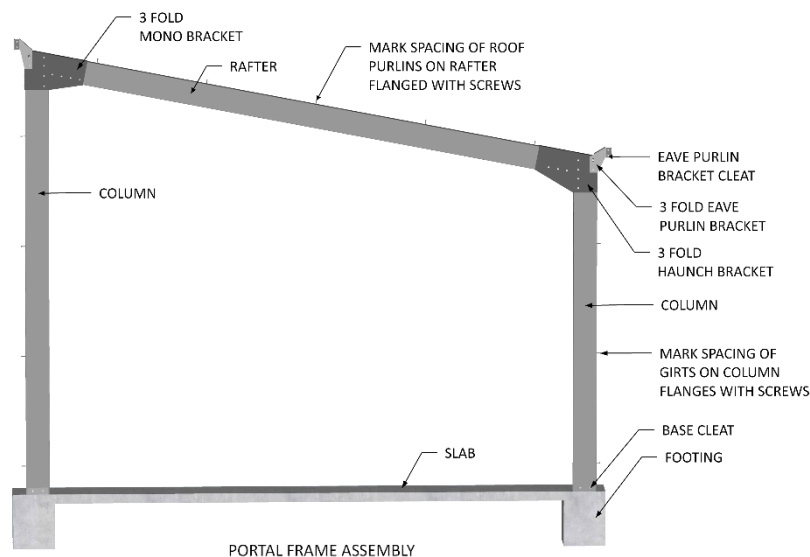 3 FOLD
MONO BRACKET
RAFTER
MARK SPACING OF ROOF
PURLINS ON RAFTER
FLANGED WITH SCREWS
COLUMN
EAVE PURLIN
BRACKET CLEAT
3 FOLD EAVE
PURLIN BRACKET
3 FOLD
HAUNCH BRACKET
COLUMN
MARK SPACING OF
GIRTS ON COLUMN
FLANGES WITH SCREWS
BASE CLEAT
SLAB
FOOTING
PORTAL FRAME ASSEMBLY